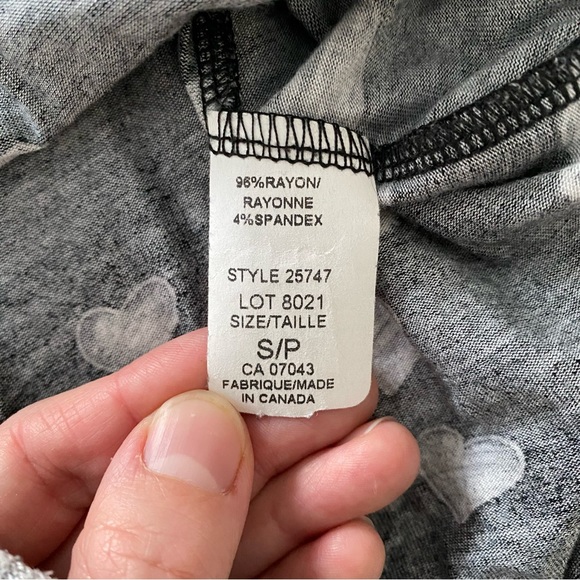 96%RAYON/
RAYONNE
4%SPANDEX
STYLE 25747
LOT 8021
SIZE/TAILLE
S/P
CA 07043
FABRIQUE/MADE
IN CANADA